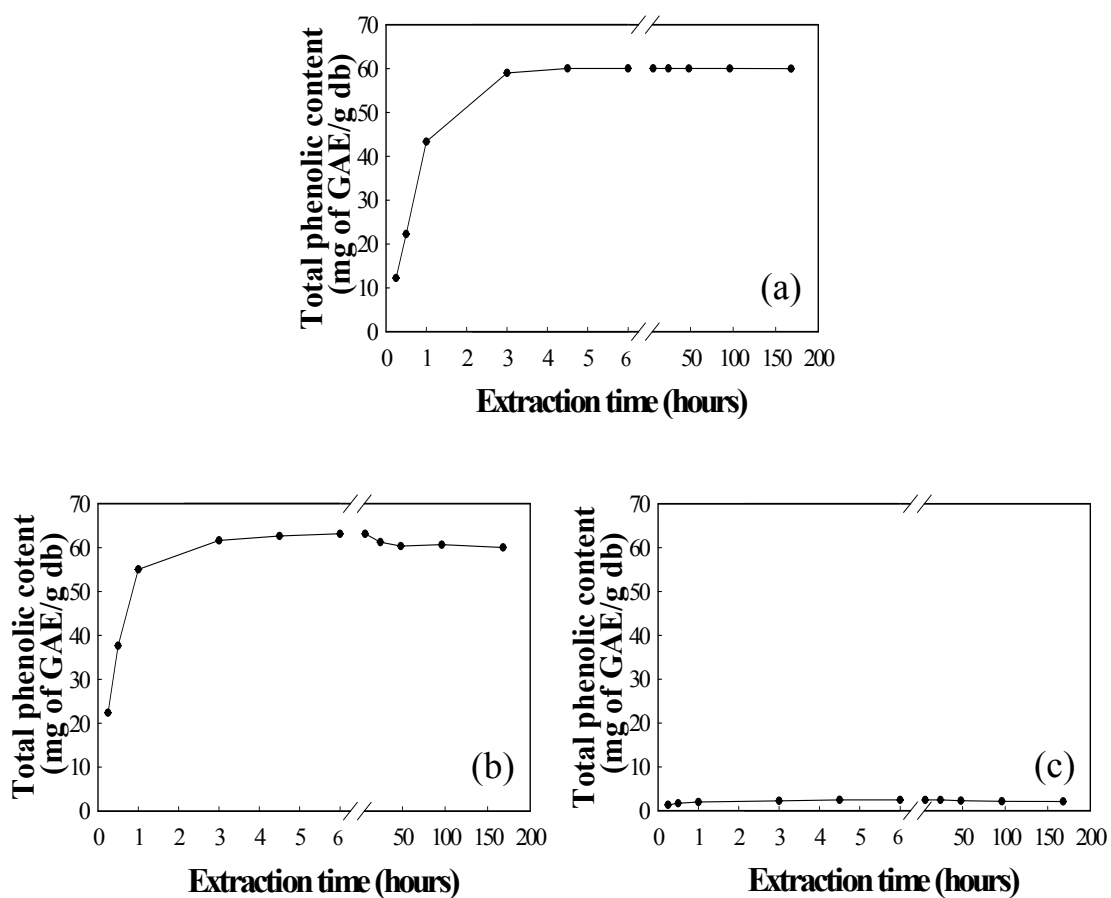 Total phenolic content
(mg of GAE/g db)
70
60
50
40
30
20
10
0
0 1 2 3 4 5 6 50 100 150 200
(a)
Extraction time (hours)
Total phenolic cotent
(mg of GAE/g db)
70
60
50
40
30
20
10
0
0 1 2 3 4 5 6 50 100 150 200
(b)
Extraction time (hours)
Total phenolic content
(mg of GAE/g db)
70
60
50
40
30
20
10
0
0 1 2 3 4 5 6 50 100 150 200
(c)
Extraction time (hours)